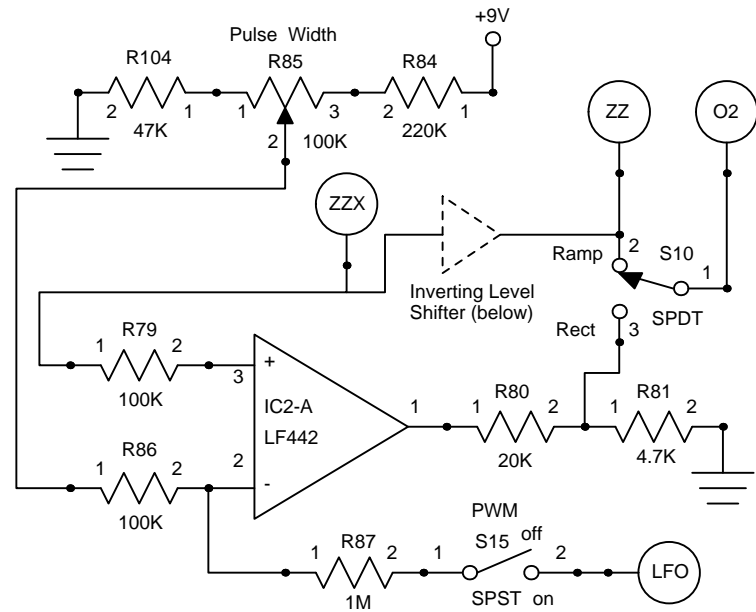 +9V
Pulse Width
R104
R85
R84
2 1 1 3 2 1
47K
2
100K
220K
ZZ
O2
ZZX
Ramp
2
S10
1
Inverting Level
Shifter (below)
SPDT
Rect
3
R79
1 2
+
3
100K
IC2-A
LF442
1
R80
1 2
20K
R81
1 2
4.7K
R86
1 2
2
-
100K
PWM
R87
S15
off
1 2
1
2
LFO
1M
SPST
on